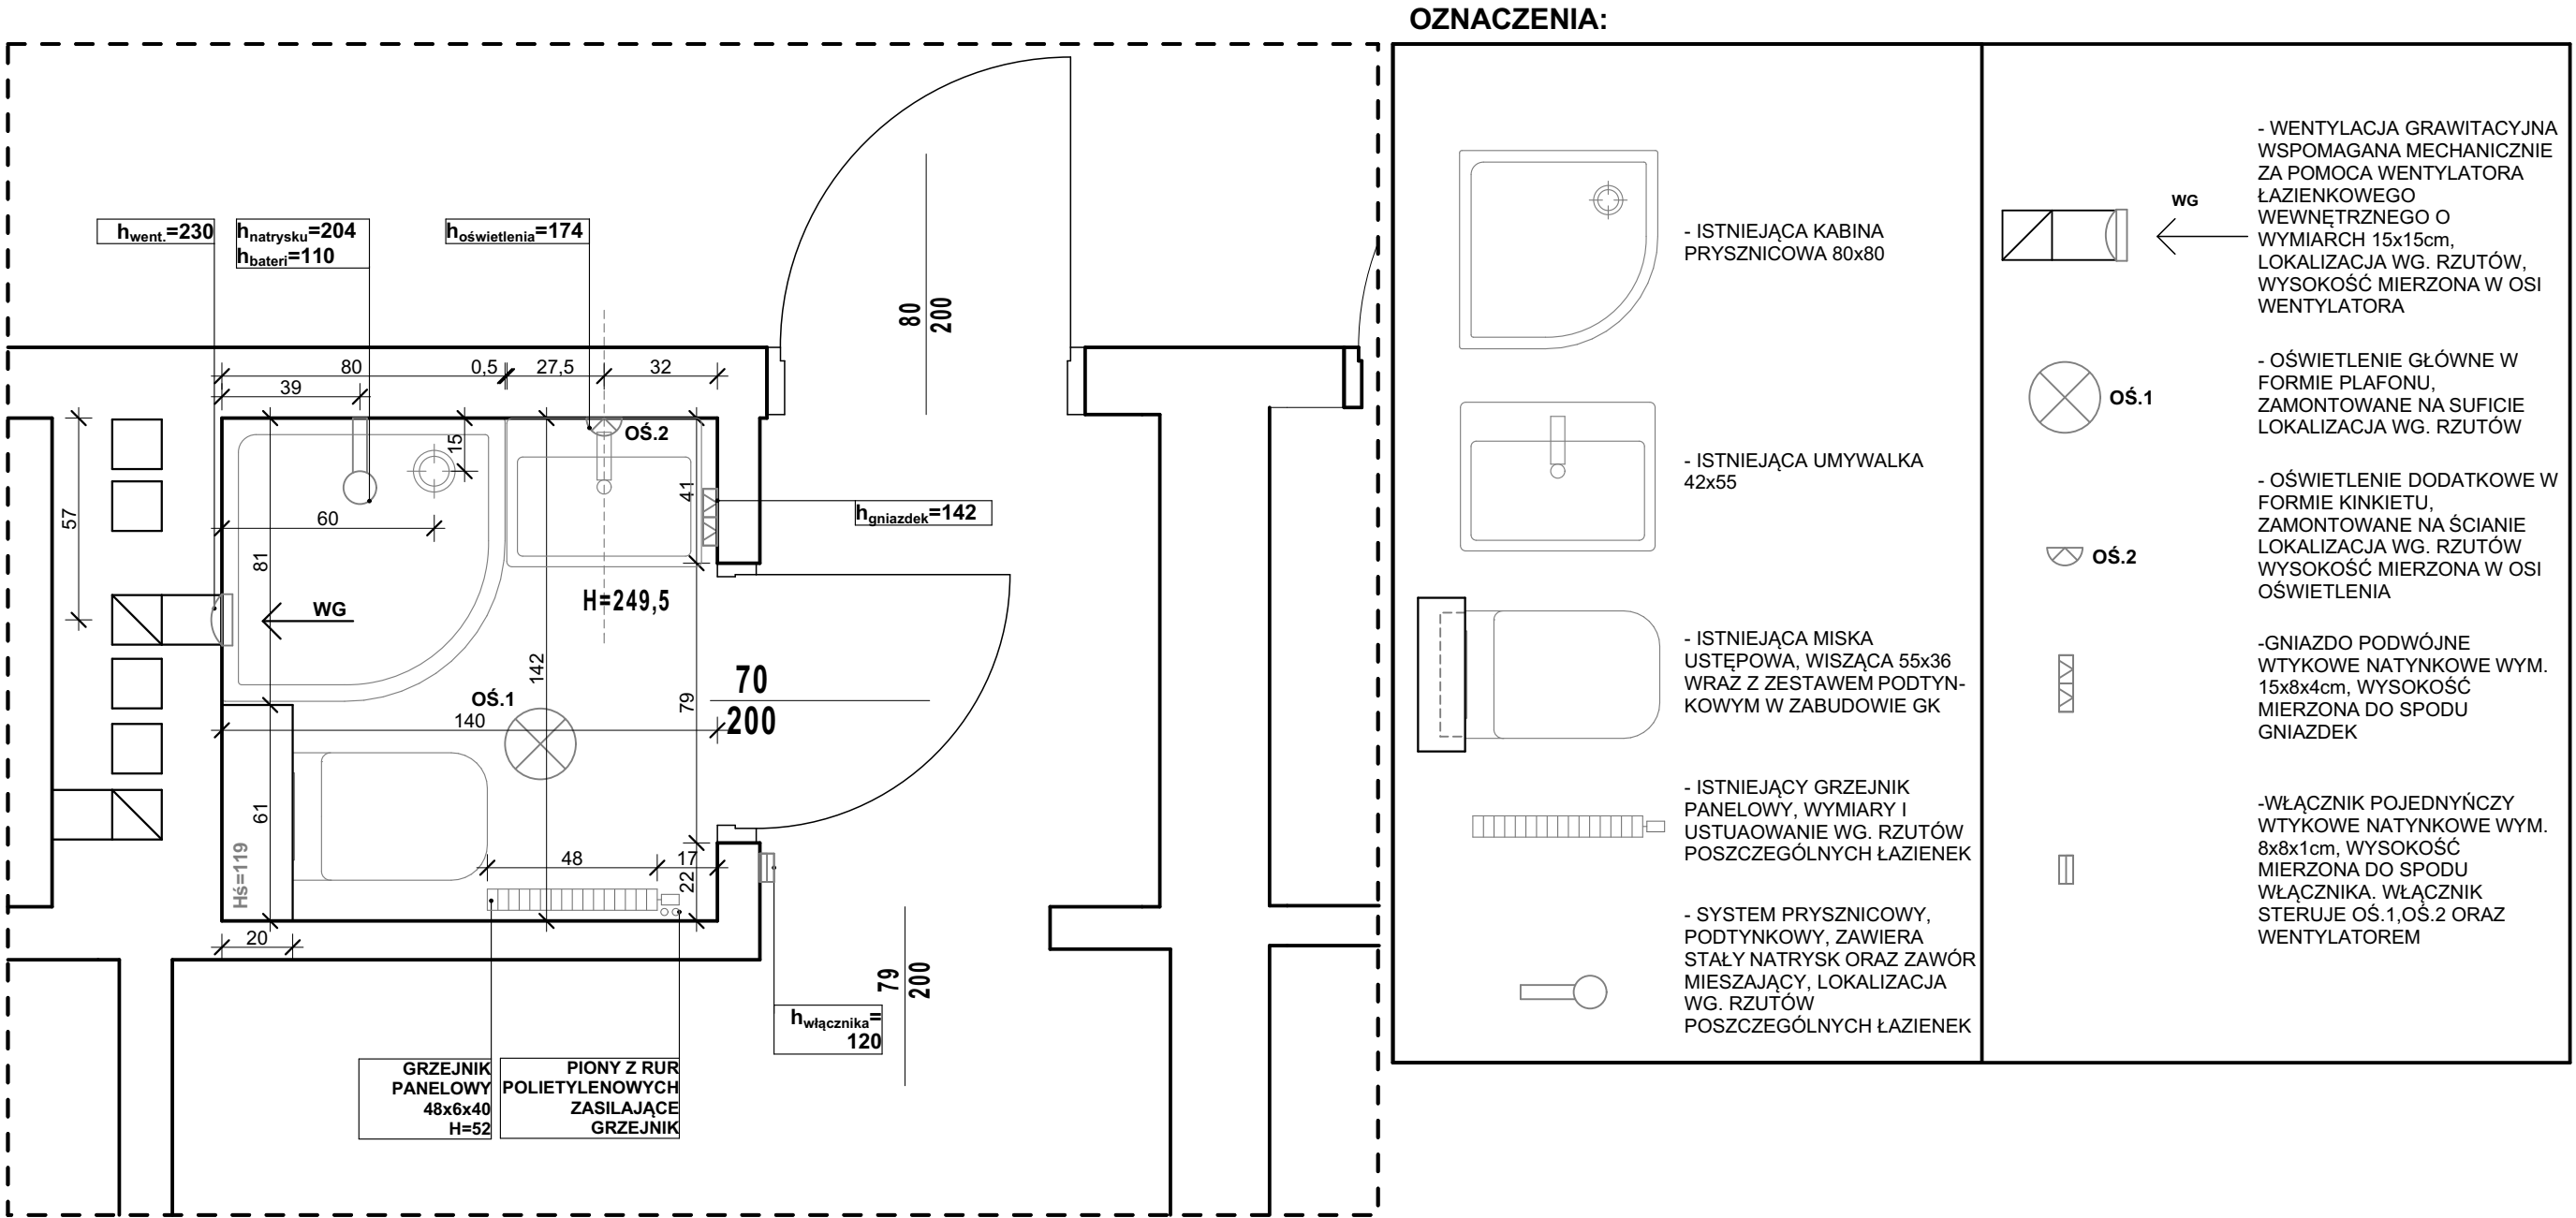 OZNACZENIA:
hwent.=230
hnatrysku=204
hbateri=110
hoświetlenia=174
80
200
80
0,5
27,5
32
39
57
15
OŚ.2
41
hgniazdek=142
60
81
WG
H=249,5
142
70
200
OŚ.1
140
79
61
Hś=119
48
17
22
20
79
200
hwłącznika=
120
GRZEJNIK
PANELOWY
48x6x40
H=52
PIONY Z RUR
POLIETYLENOWYCH
ZASILAJĄCE
GRZEJNIK
- ISTNIEJĄCA KABINA
PRYSZNICOWA 80x80
- ISTNIEJĄCA UMYWALKA
42x55
- ISTNIEJĄCA MISKA
USTĘPOWA, WISZĄCA 55x36
WRAZ Z ZESTAWEM PODTYN-
KOWYM W ZABUDOWIE GK
- ISTNIEJĄCY GRZEJNIK
PANELOWY, WYMIARY I
USTUAOWANIE WG. RZUTÓW
POSZCZEGÓLNYCH ŁAZIENEK
- SYSTEM PRYSZNICOWY,
PODTYNKOWY, ZAWIERA
STAŁY NATRYSK ORAZ ZAWÓR
MIESZAJĄCY, LOKALIZACJA
WG. RZUTÓW
POSZCZEGÓLNYCH ŁAZIENEK
WG
- WENTYLACJA GRAWITACYJNA
WSPOMAGANA MECHANICZNIE
ZA POMOCA WENTYLATORA
ŁAZIENKOWEGO
WEWNĘTRZNEGO O
WYMIARCH 15x15cm,
LOKALIZACJA WG. RZUTÓW,
WYSOKOŚĆ MIERZONA W OSI
WENTYLATORA
OŚ.1
- OŚWIETLENIE GŁÓWNE W
FORMIE PLAFONU,
ZAMONTOWANE NA SUFICIE
LOKALIZACJA WG. RZUTÓW
OŚ.2
- OŚWIETLENIE DODATKOWE W
FORMIE KINKIETU,
ZAMONTOWANE NA ŚCIANIE
LOKALIZACJA WG. RZUTÓW
WYSOKOŚĆ MIERZONA W OSI
OŚWIETLENIA
-GNIAZDO PODWÓJNE
WTYKOWE NATYNKOWE WYM.
15x8x4cm, WYSOKOŚĆ
MIERZONA DO SPODU
GNIAZDEK
-WŁĄCZNIK POJEDNYŃCZY
WTYKOWE NATYNKOWE WYM.
8x8x1cm, WYSOKOŚĆ
MIERZONA DO SPODU
WŁĄCZNIKA. WŁĄCZNIK
STERUJE OŚ.1,OŚ.2 ORAZ
WENTYLATOREM